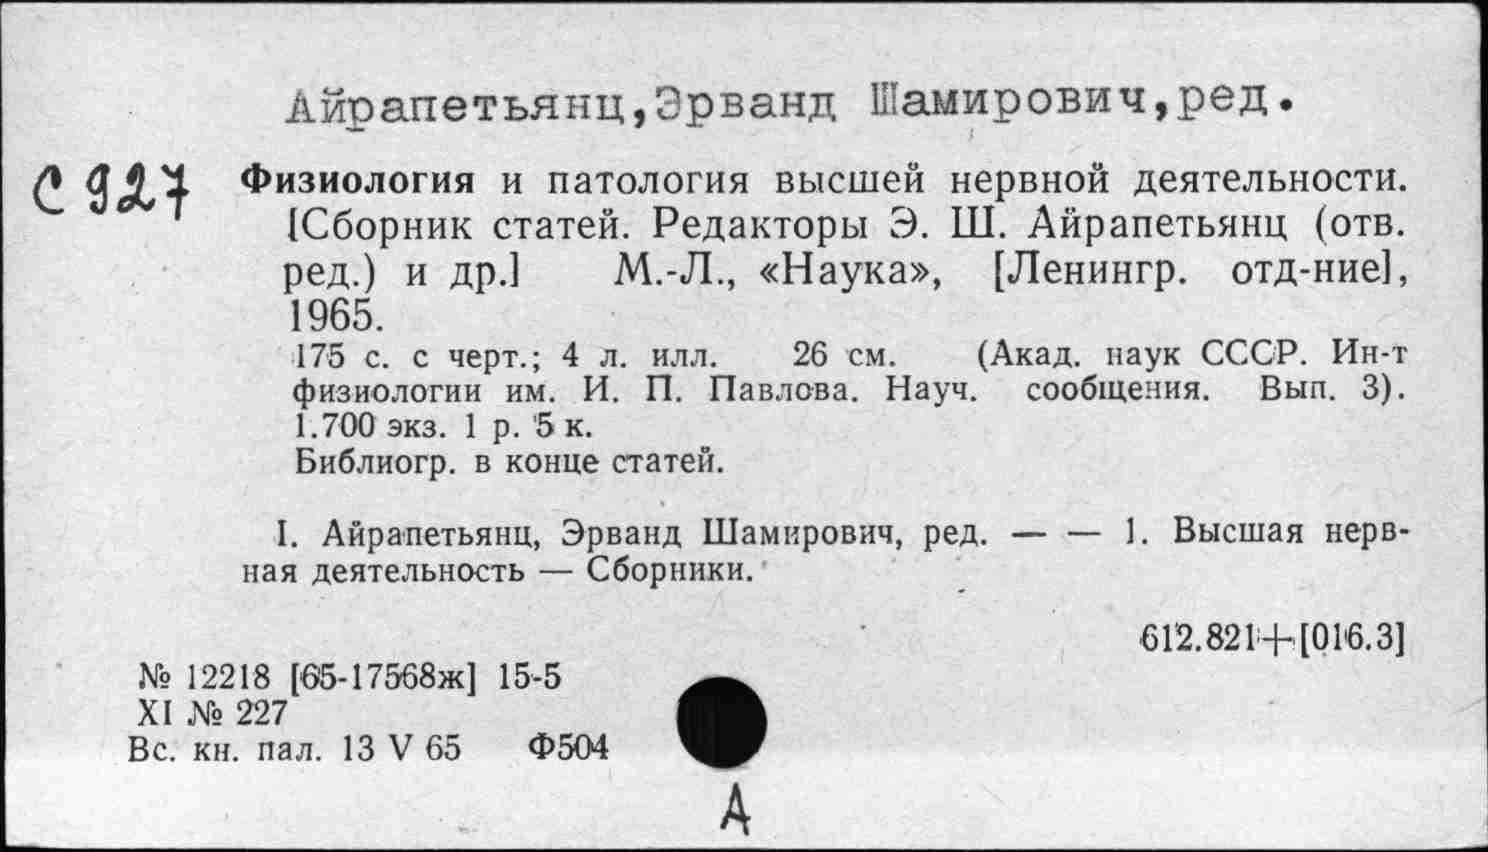 Айрапетьянц,Эрванд Шамирович,ред.
С 927
Физиология и патология высшей нервной деятельности.
[Сборник статей. Редакторы Э. Ш. Айрапетьянц (отв.
ред.) и др.] М.-Л., «Наука», [Ленингр. отд-ние],
1965.
175 с. с черт.; 4 л. илл. 26 см. (Акад. наук СССР. Ин-т
физиологии им. И. П. Павлова. Науч. сообщения. Вып. 3).
1.700 экз. 1 р. 5 к.
Библиогр. в конце статей.
I. Айрапетьянц, Эрванд Шамирович, ред. — — 1. Высшая нерв-
ная деятельность — Сборники.
612.821+[016.3]
№ 12218 [65-17568ж] 15-5
XI № 227
Вс. кн. пал. 13 V 65 Ф504
А